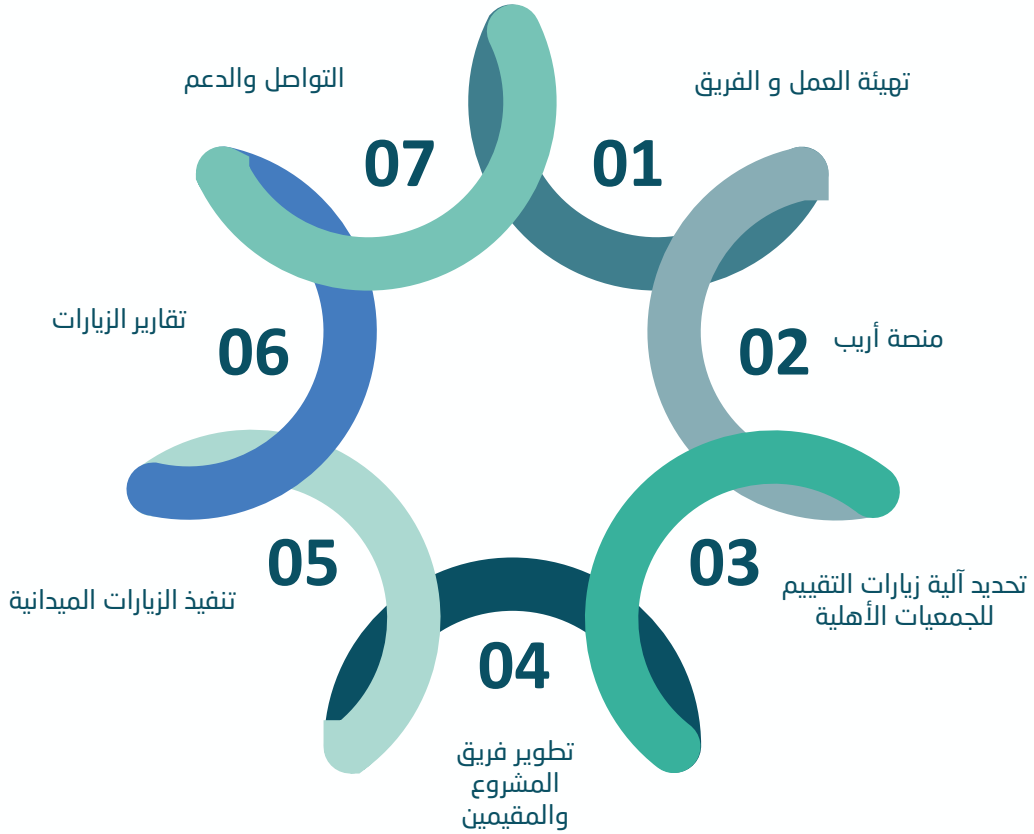 01
تهيئة العمل و الفريق
02
منصة أريب
03
تحديد آلية زيارات التقييم
للجمعيات الأهلية
04
تطوير فريق
المشروع
والمقيمين
05
تنفيذ الزيارات الميدانية
06
تقارير الزيارات
07
التواصل والدعم